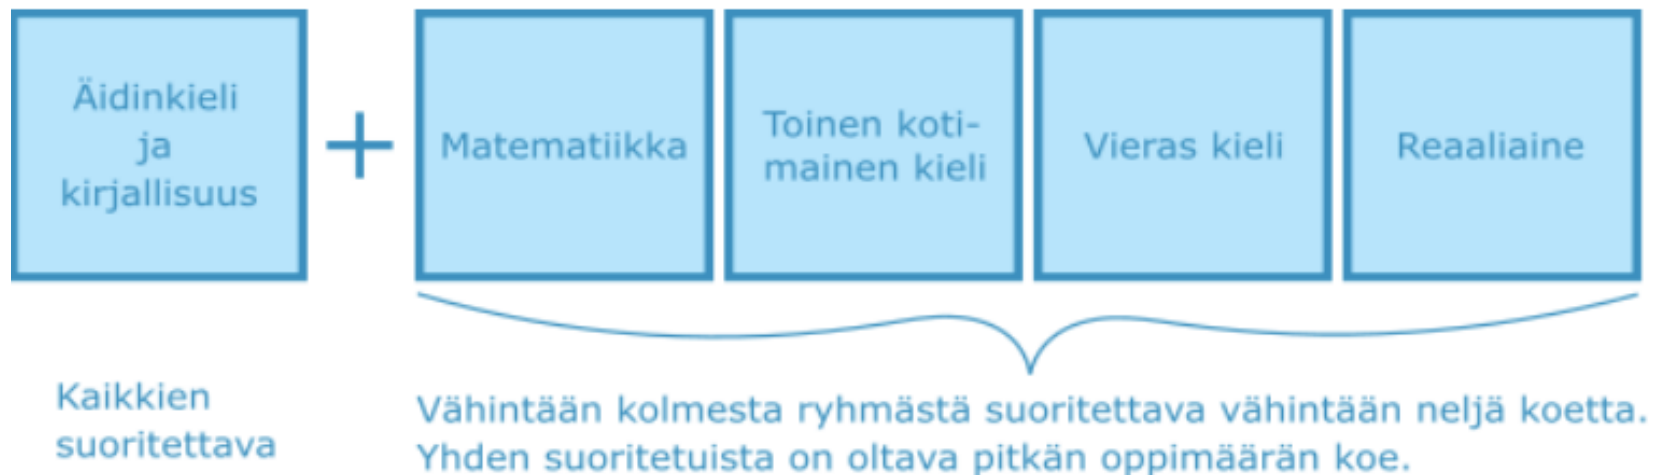 Äidinkieli
ja
kirjallisuus
+
Matematiikka
Toinen koti-
mainen kieli
Vieras kieli
Reaaliaine
Kaikkien
suoritettava
Vähintään kolmesta ryhmästä suoritettava vähintään neljä koetta.
Yhden suoritetuista on oltava pitkän oppimäärän koe.